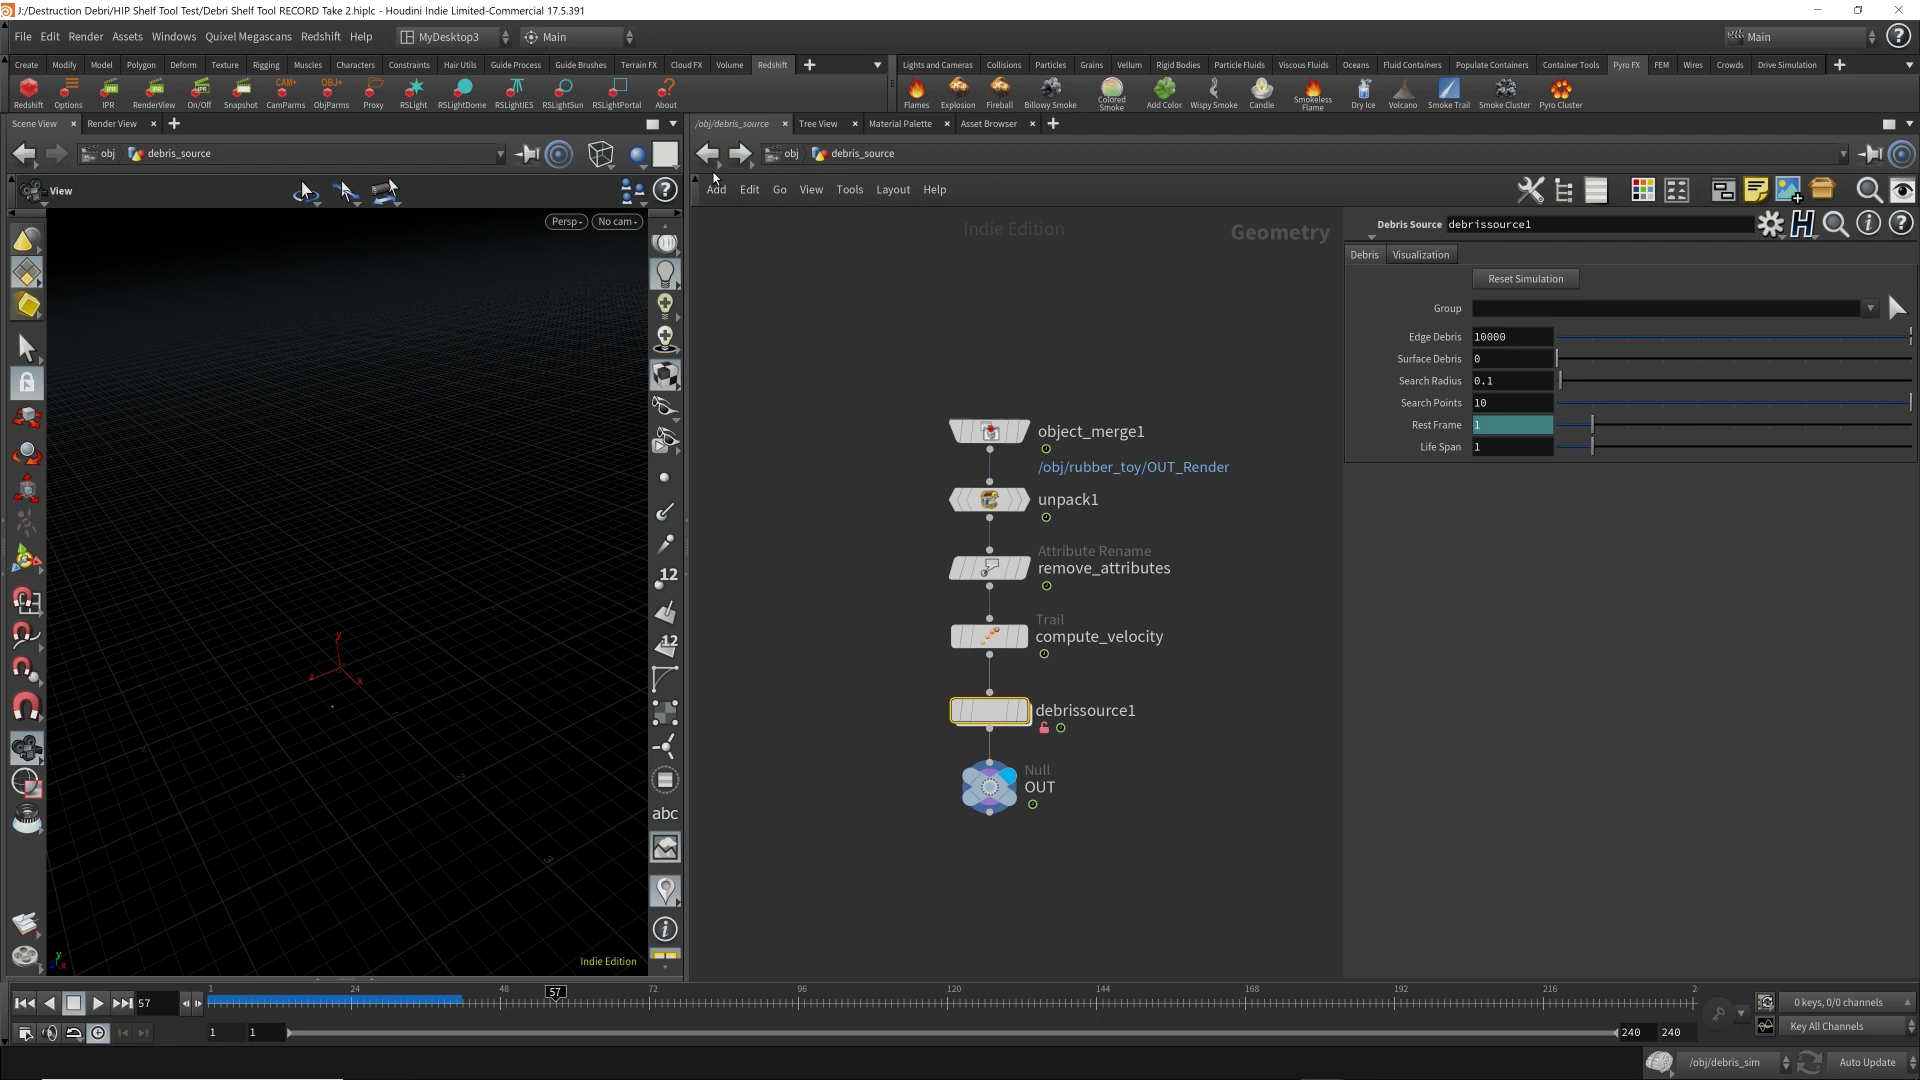 J:/Destruction Debri/HIP Shelf Tool Test/Debri Shelf Tool RECORD Take 2.hiplc - Houdini Indie Limited-Commercial 17.5.391
File Edit Render Assets Windows Quixel Megascans Redshift Help MyDesktop3 Main Main
Create Modify Model Polygon Deform Texture Rigging Muscles Characters Constraints Hair Utils Guide Process Guide Brushes Terrain FX Cloud FX Volume Redshift
Lights and Cameras Collisions Particles Grains Vellum Rigid Bodies Particle Fluids Viscous Fluids Oceans Fluid Containers Populate Containers Container Tools Pyro FX FEM Wires Crowds Drive Simulation
Redshift Options IPR RenderView On/Off Snapshot CamParms ObjParms Proxy RSLight RSLightDome RSLightIES RSLightSun RSLightPortal About
Flames Explosion Fireball Billowy Smoke Colored Smoke Add Color Wispy Smoke Candle Smokeless Flame Dry Ice Volcano Smoke Trail Smoke Cluster Pyro Cluster
Scene View Render View
/obj/debris_source Tree View Material Palette Asset Browser
obj debris_source
obj debris_source
View
Add Edit Go View Tools Layout Help
Persp No cam
Indie Edition
Geometry
Debris Source debrissource1
Debris Visualization
Reset Simulation
Group
Edge Debris 10000
Surface Debris 0
Search Radius 0.1
Search Points 10
Rest Frame 1
Life Span 1
object_merge1
/obj/rubber_toy/OUT_Render
unpack1
Attribute Rename
remove_attributes
Trail
compute_velocity
debrissource1
Null
OUT
12
12
abc
y
z
x
Indie Edition
57
1 24 48 57 72 96 120 144 168 192 216 2
0 keys, 0/0 channels
1 1 240 240
Key All Channels
/obj/debris_sim Auto Update